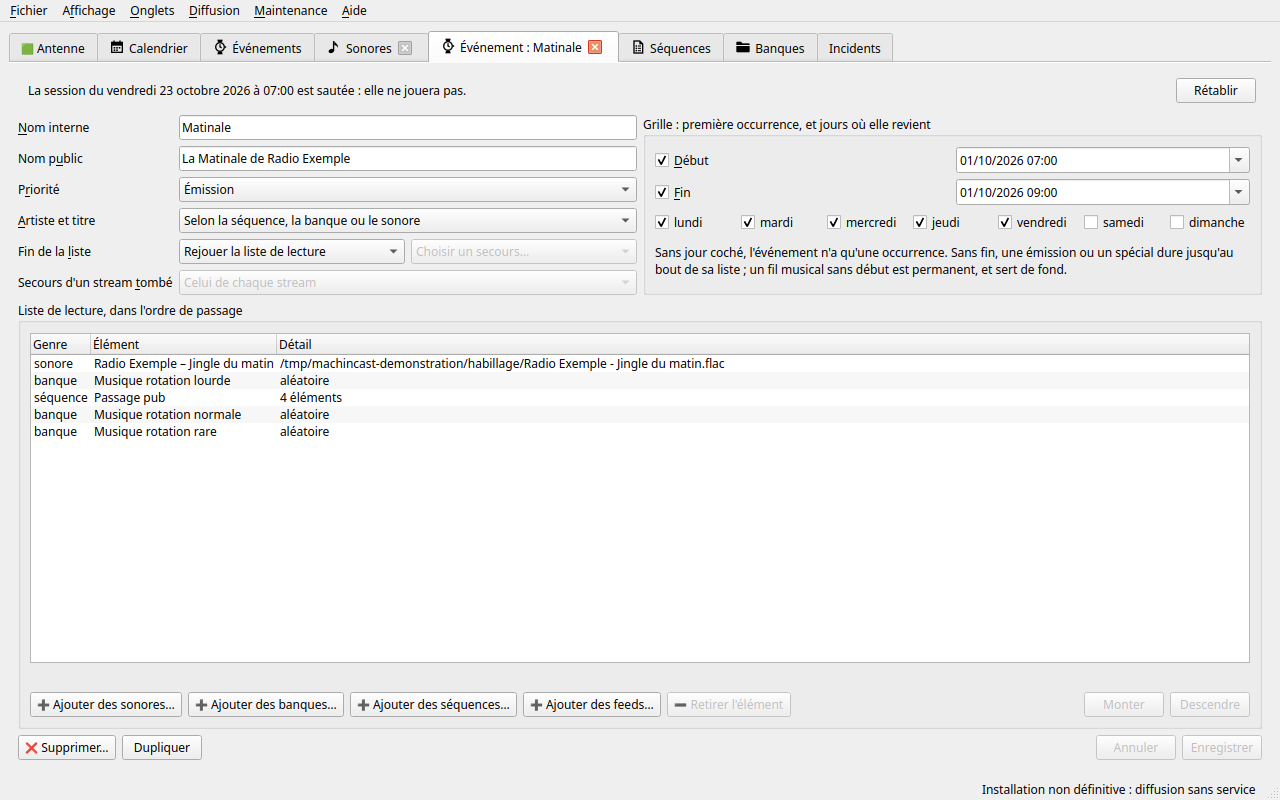 Fichier Affichage Onglets Diffusion Maintenance Aide
Antenne Calendrier Événements Sonores Événement : Matinale Séquences Banques Incidents
La session du vendredi 23 octobre 2026 à 07:00 est sautée : elle ne jouera pas. Rétablir
Nom interne Matinale
Nom public La Matinale de Radio Exemple
Priorité Émission
Artiste et titre Selon la séquence, la banque ou le sonore
Fin de la liste Rejouer la liste de lecture Choisir un secours...
Secours d'un stream tombé Celui de chaque stream
Grille : première occurrence, et jours où elle revient
Début 01/10/2026 07:00
Fin 01/10/2026 09:00
lundi mardi mercredi jeudi vendredi samedi dimanche
Sans jour coché, l'événement n'a qu'une occurrence. Sans fin, une émission ou un spécial dure jusqu'au
bout de sa liste ; un fil musical sans début est permanent, et sert de fond.
Liste de lecture, dans l'ordre de passage
Genre Élément Détail
sonore Radio Exemple – Jingle du matin /tmp/machincast-demonstration/habillage/Radio Exemple - Jingle du matin.flac
banque Musique rotation lourde aléatoire
séquence Passage pub 4 éléments
banque Musique rotation normale aléatoire
banque Musique rotation rare aléatoire
Ajouter des sonores... Ajouter des banques... Ajouter des séquences... Ajouter des feeds... Retirer l'élément Monter Descendre
Supprimer... Dupliquer Annuler Enregistrer
Installation non définitive : diffusion sans service